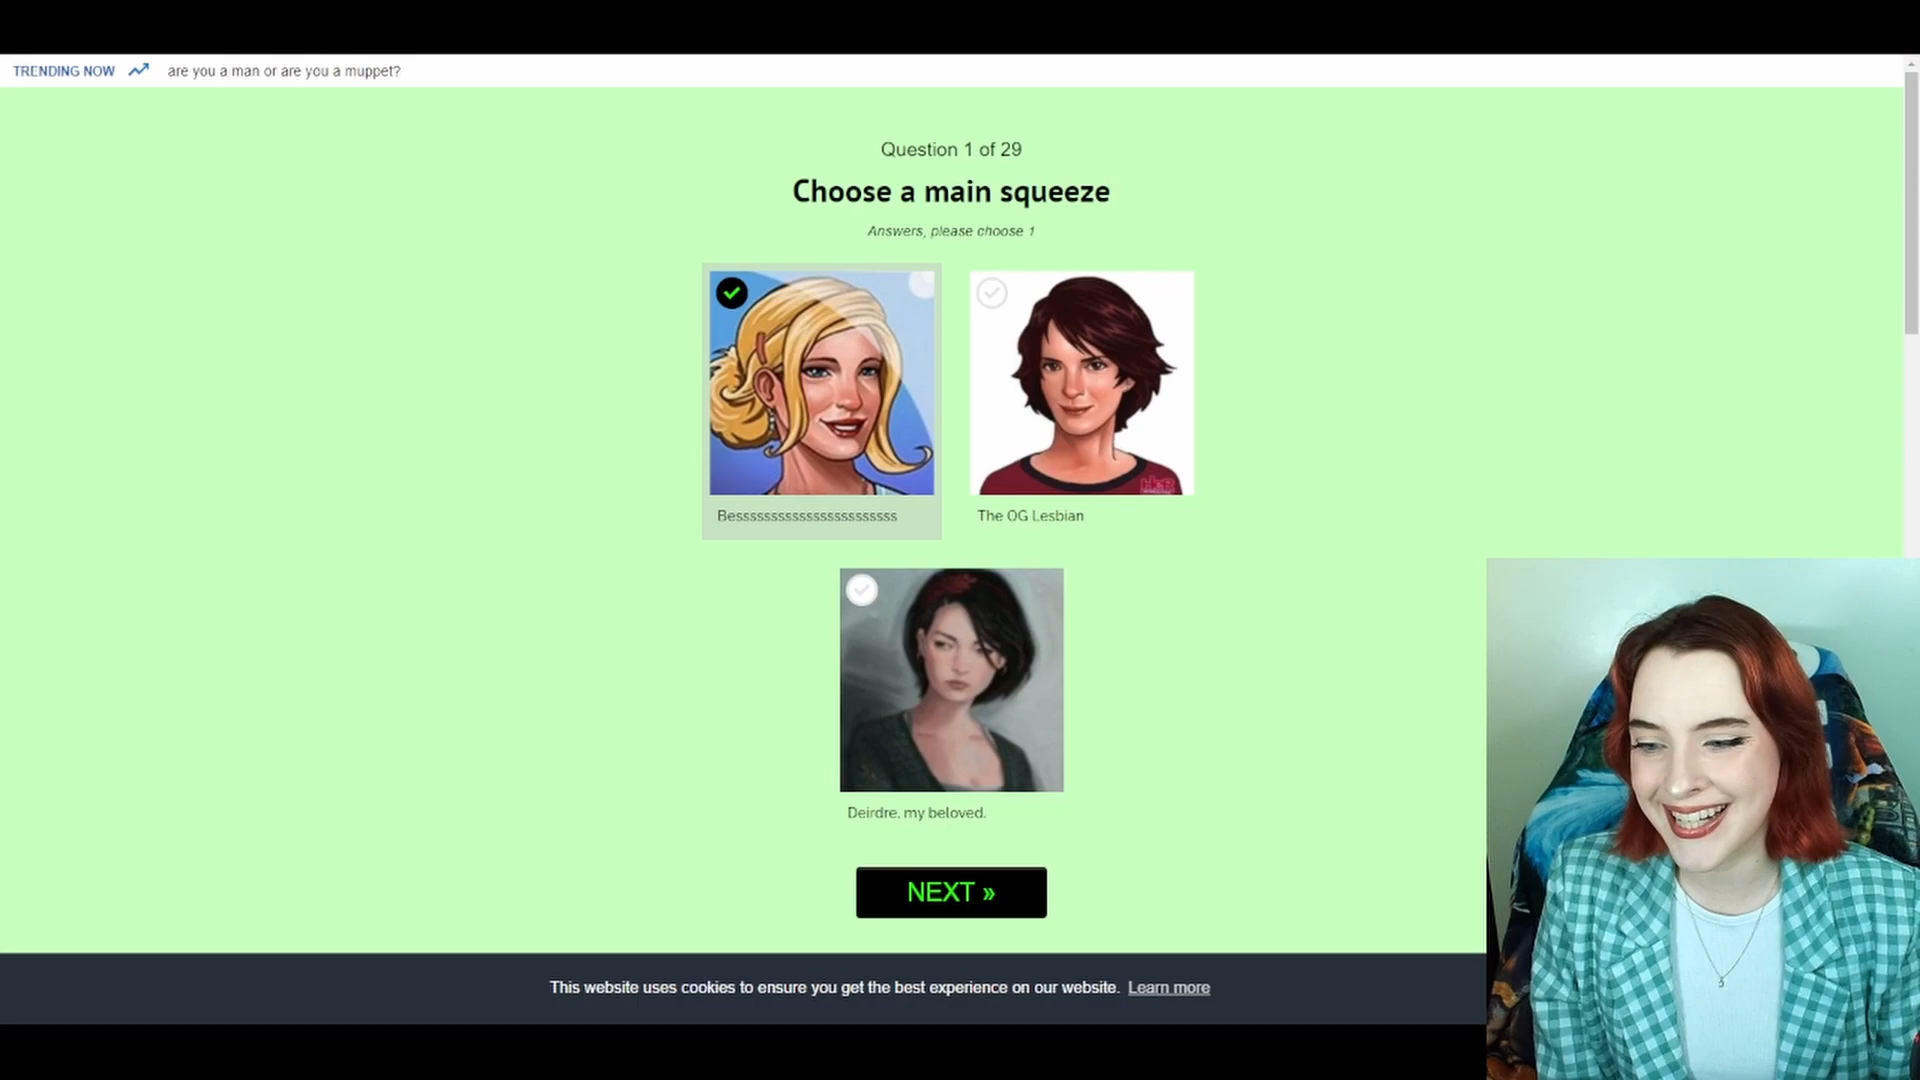 TRENDING NOW are you a man or are you a muppet?
Question 1 of 29
Choose a main squeeze
Answers, please choose 1
Besssssssssssssssssssssssss
The OG Lesbian
HeR
Deirdre, my beloved.
NEXT »
This website uses cookies to ensure you get the best experience on our website. Learn more